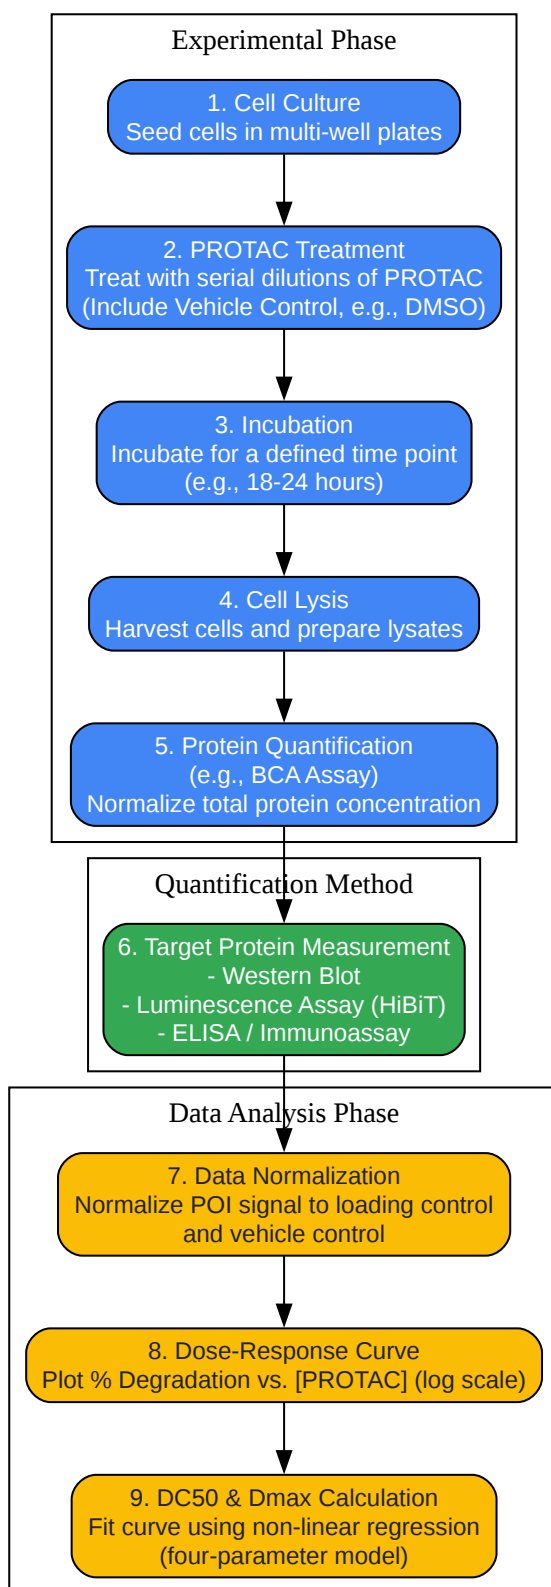 Experimental Phase
1. Cell Culture
Seed cells in multi-well plates
2. PROTAC Treatment
Treat with serial dilutions of PROTAC
(Include Vehicle Control, e.g., DMSO)
3. Incubation
Incubate for a defined time point
(e.g., 18-24 hours)
4. Cell Lysis
Harvest cells and prepare lysates
5. Protein Quantification
(e.g., BCA Assay)
Normalize total protein concentration
Quantification Method
6. Target Protein Measurement
- Western Blot
- Luminescence Assay (HiBiT)
- ELISA / Immunoassay
Data Analysis Phase
7. Data Normalization
Normalize POI signal to loading control
and vehicle control
8. Dose-Response Curve
Plot % Degradation vs. [PROTAC] (log scale)
9. DC50 & Dmax Calculation
Fit curve using non-linear regression
(four-parameter model)